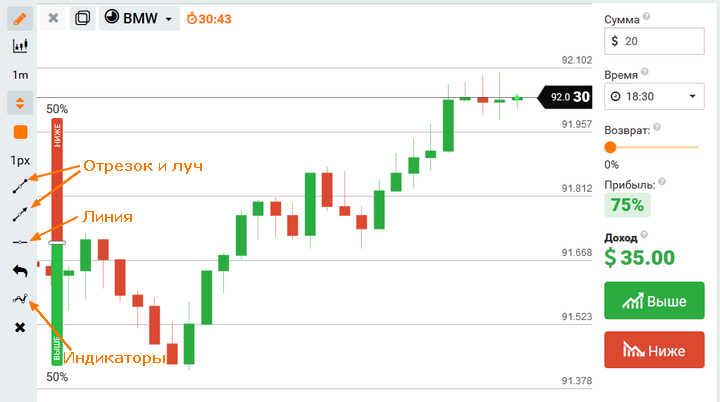 BMW
30:43
1m
50%
НИЖЕ
1px
Отрезок и луч
Линия
Индикаторы
ВЫШЕ
50%
92.102
92.030
91.957
91.812
91.668
91.523
91.378
Сумма
$ 20
Время
18:30
Возврат:
0%
Прибыль:
75%
Доход
$ 35.00
Выше
Ниже